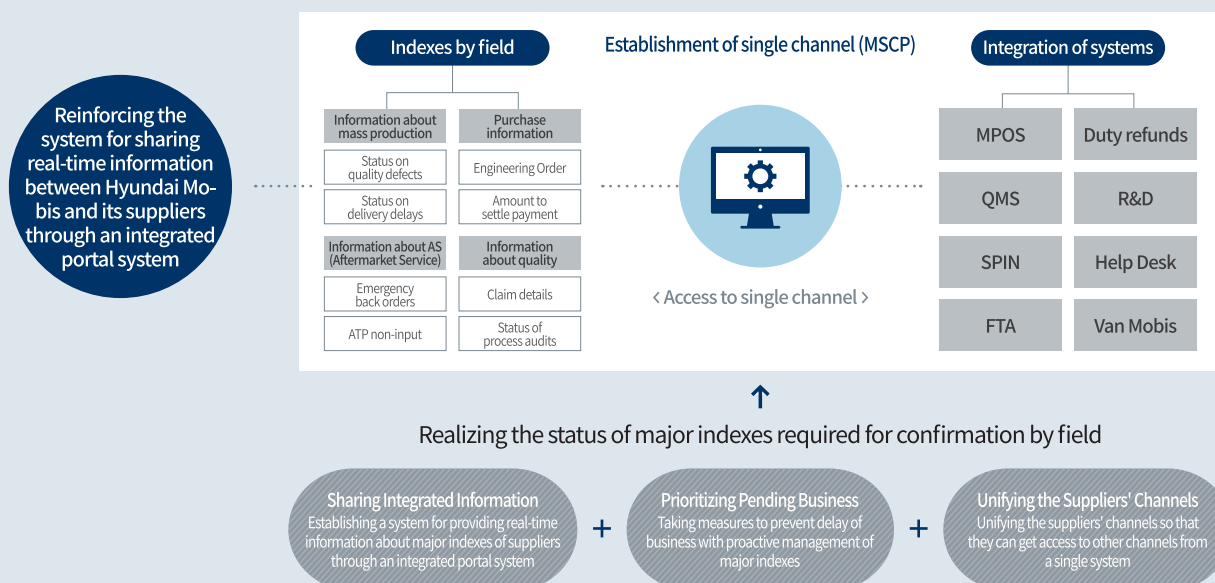 Reinforcing the
system for sharing
real-time information
between Hyundai Mo-
bis and its suppliers
through an integrated
portal system
Indexes by field
Information about
mass production
Status on
quality defects
Status on
delivery delays
Purchase
information
Engineering Order
Amount to
settle payment
Information about AS
(Aftermarket Service)
Emergency
back orders
ATP non-input
Information
about quality
Claim details
Status of
process audits
Establishment of single channel (MSCP)
< Access to single channel >
Integration of systems
MPOS
Duty refunds
QMS
R&D
SPIN
Help Desk
FTA
Van Mobis
Realizing the status of major indexes required for confirmation by field
Sharing Integrated Information
Establishing a system for providing real-time
information about major indexes of suppliers
through an integrated portal system
+
Prioritizing Pending Business
Taking measures to prevent delay of
business with proactive management of
major indexes
+
Unifying the Suppliers' Channels
Unifying the suppliers' channels so that
they can get access to other channels from
a single system